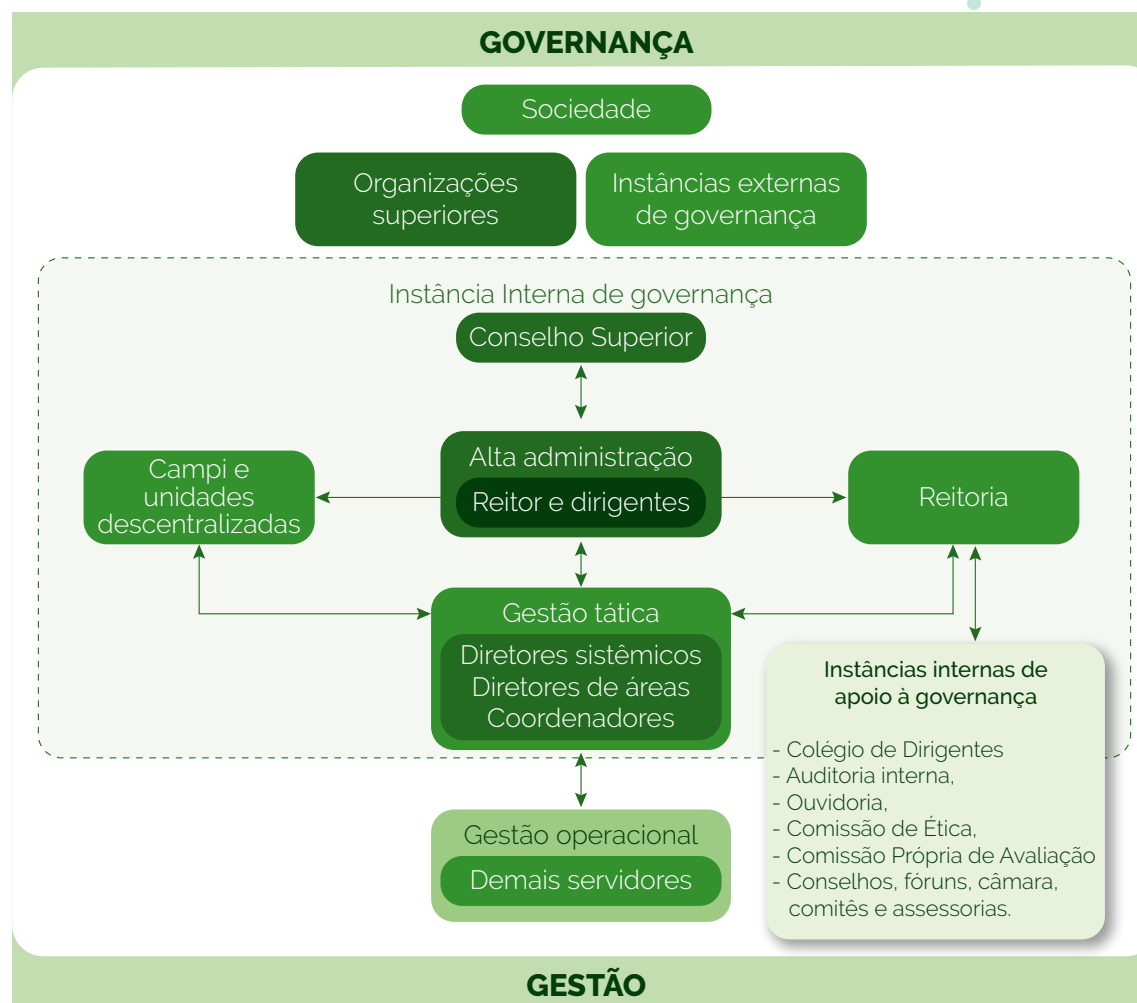 GOVERNANÇA
Sociedade
Organizações
superiores
Instâncias externas
de governança
Instância Interna de governança
Conselho Superior
Alta administração
Reitor e dirigentes
Campi e
unidades
descentralizadas
Reitoria
Gestão tática
Diretores sistêmicos
Diretores de áreas
Coordenadores
Instâncias internas de
apoio à governança
- Colégio de Dirigentes
- Auditoria interna,
- Ouvidoria,
- Comissão de Ética,
- Comissão Própria de Avaliação
- Conselhos, fóruns, câmara,
comitês e assessorias.
Gestão operacional
Demais servidores
GESTÃO